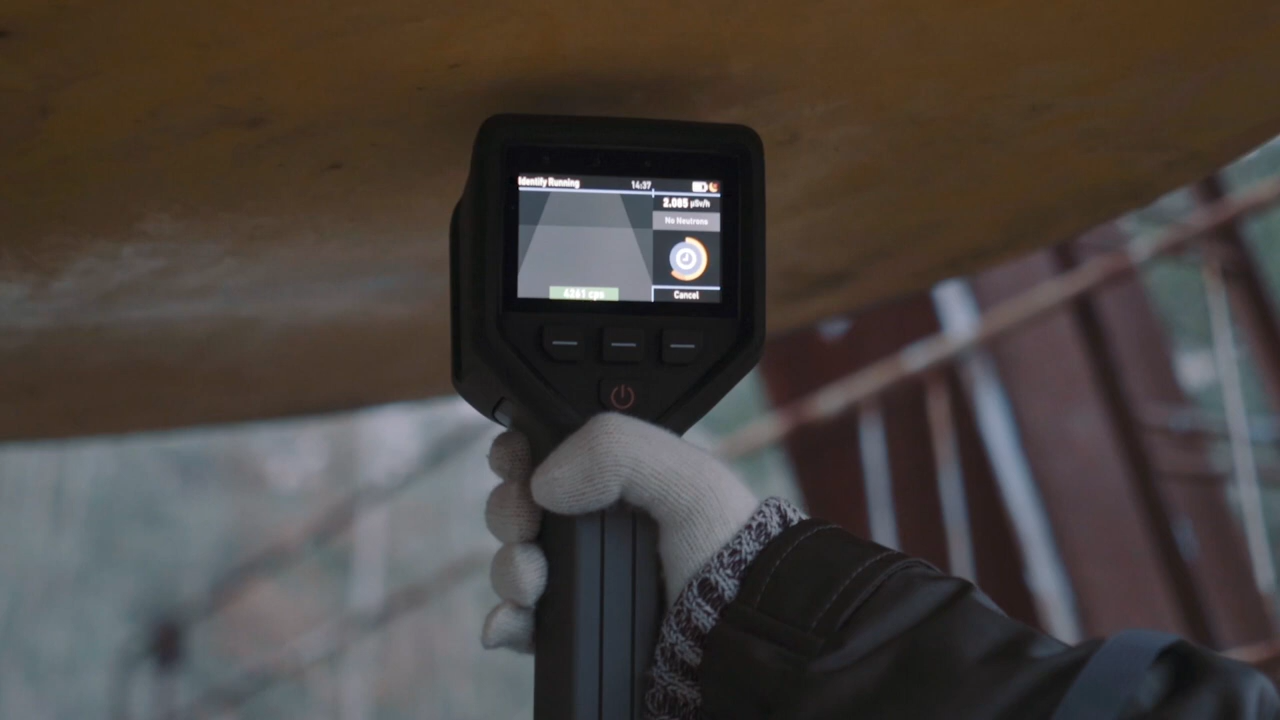 Identify Running
14:37
2.085 µSv/h
No Neutrons
4261 cps
Cancel